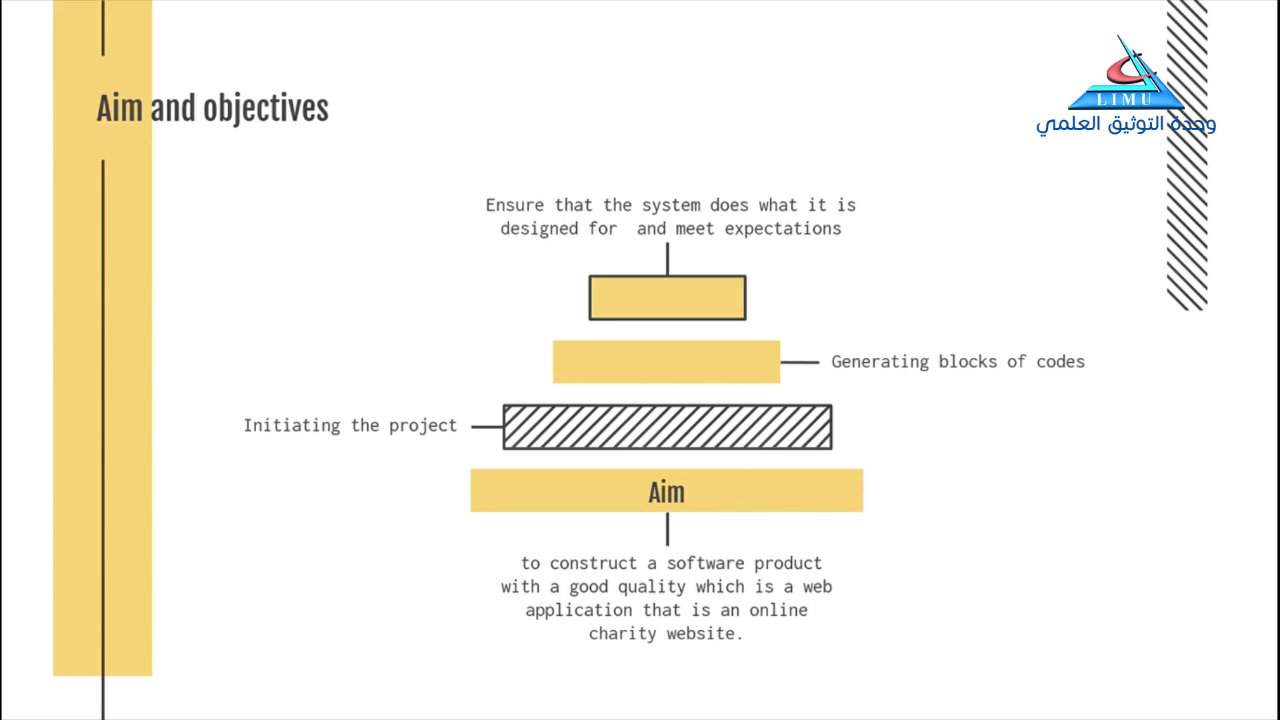 LIMU
وحدة التوثيق العلمي
Aim and objectives
Ensure that the system does what it is
designed for and meet expectations
Generating blocks of codes
Initiating the project
Aim
to construct a software product
with a good quality which is a web
application that is an online
charity website.